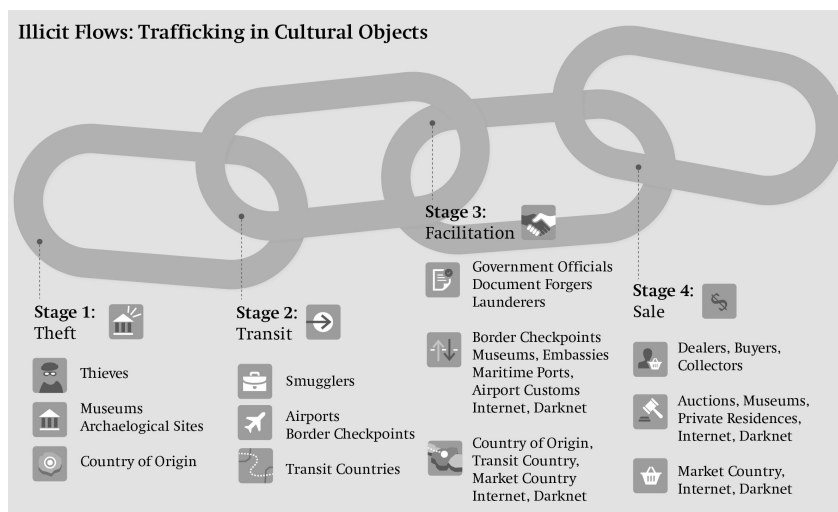 Illicit Flows: Trafficking in Cultural Objects
Stage 1:
Theft
Thieves
Museums
Archaelogical Sites
Country of Origin
Stage 2:
Transit
Smugglers
Airports
Border Checkpoints
Transit Countries
Stage 3:
Facilitation
Government Officials
Document Forgers
Launderers
Border Checkpoints
Museums, Embassies
Maritime Ports,
Airport Customs
Internet, Darknet
Country of Origin,
Transit Country,
Market Country
Internet, Darknet
Stage 4:
Sale
$
Dealers, Buyers,
Collectors
Auctions, Museums,
Private Residences,
Internet, Darknet
Market Country,
Internet, Darknet